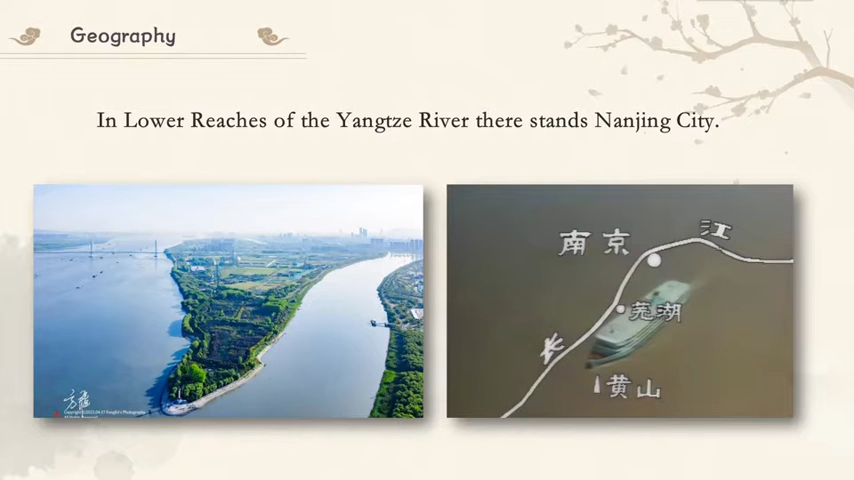 Geography
In Lower Reaches of the Yangtze River there stands Nanjing City.
南京
江
芜湖
长
黄山